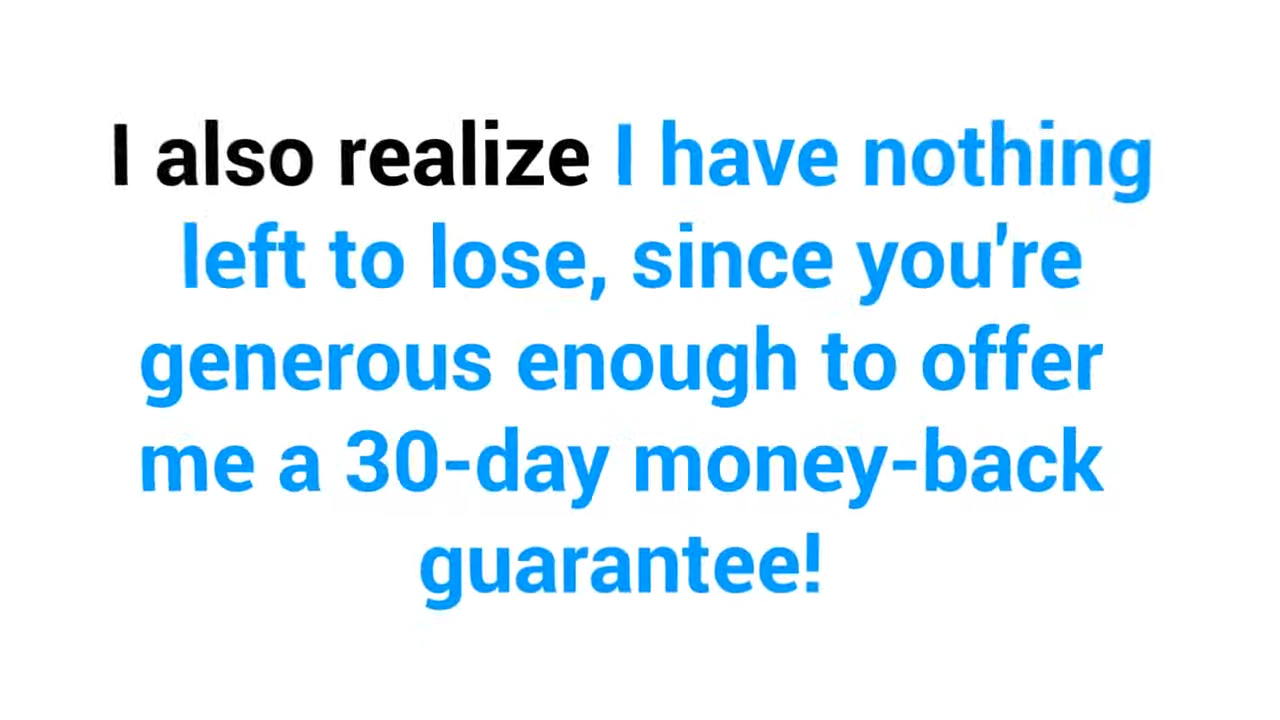 I also realize I have nothing
left to lose, since you're
generous enough to offer
me a 30-day money-back
guarantee!